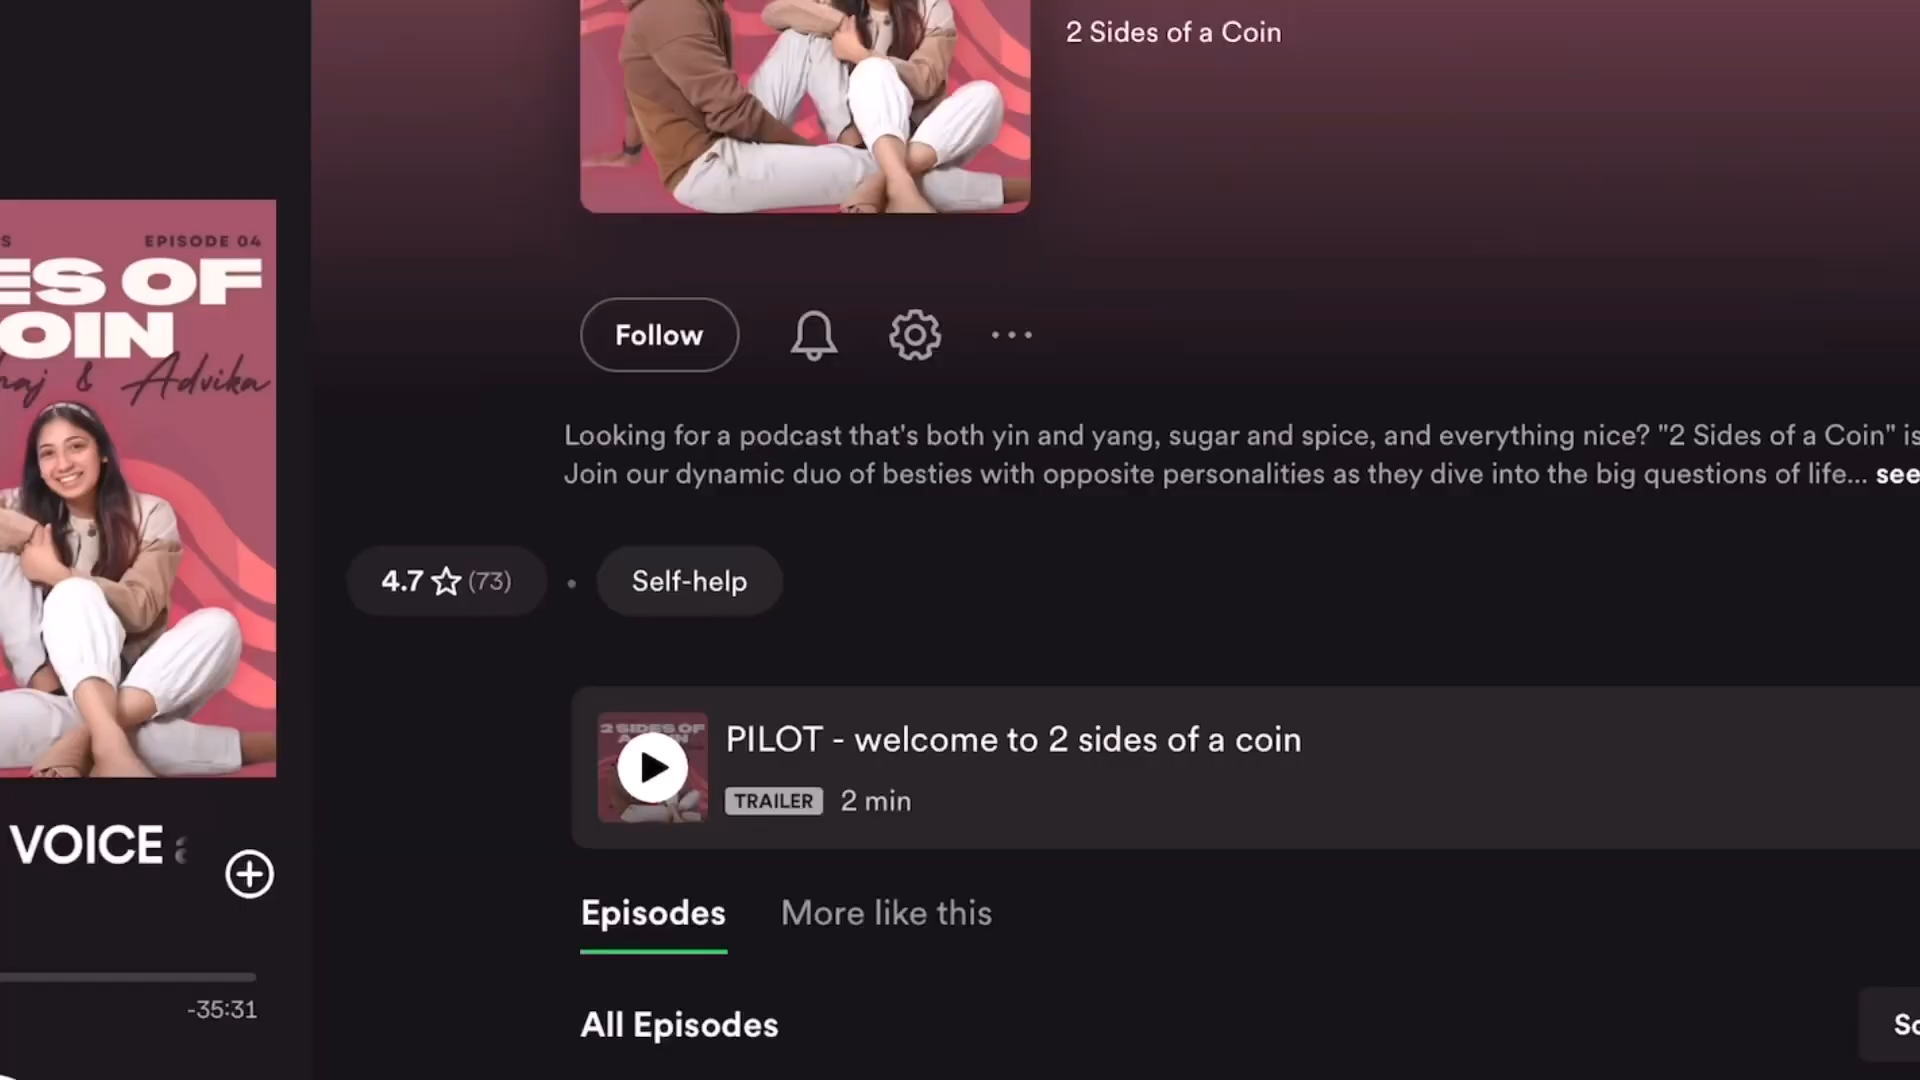 2 Sides of a Coin
EPISODE 04
ES OF
OIN
& Advika
VOICE
-35:31
Follow
Looking for a podcast that's both yin and yang, sugar and spice, and everything nice? "2 Sides of a Coin" is
Join our dynamic duo of besties with opposite personalities as they dive into the big questions of life... see
4.7 (73)
•
Self-help
2 SIDES OF
PILOT - welcome to 2 sides of a coin
TRAILER 2 min
Episodes More like this
All Episodes